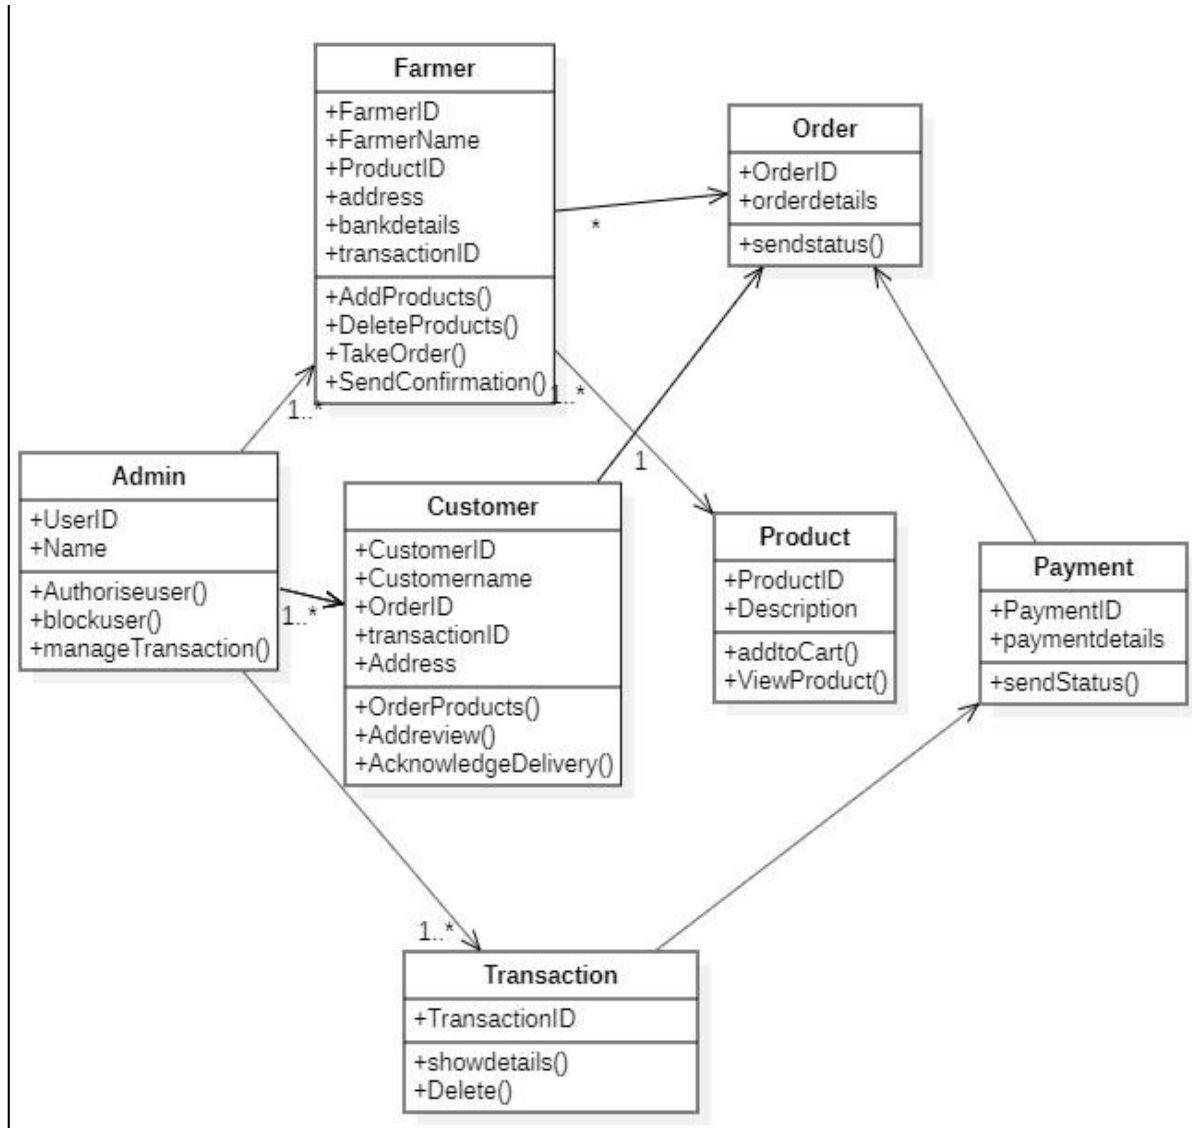 Farmer
+FarmerID
+FarmerName
+ProductID
+address
+bankdetails
+transactionID
+AddProducts()
+DeleteProducts()
+TakeOrder()
+SendConfirmation()
Order
+OrderID
+orderdetails
+sendstatus()
*
1..*
1..*
1
Admin
+UserID
+Name
+Authoriseuser()
+blockuser()
+manageTransaction()
1..*
Customer
+CustomerID
+Customername
+OrderID
+transactionID
+Address
+OrderProducts()
+Addreview()
+AcknowledgeDelivery()
Product
+ProductID
+Description
+addtoCart()
+ViewProduct()
Payment
+PaymentID
+paymentdetails
+sendStatus()
1..*
Transaction
+TransactionID
+showdetails()
+Delete()